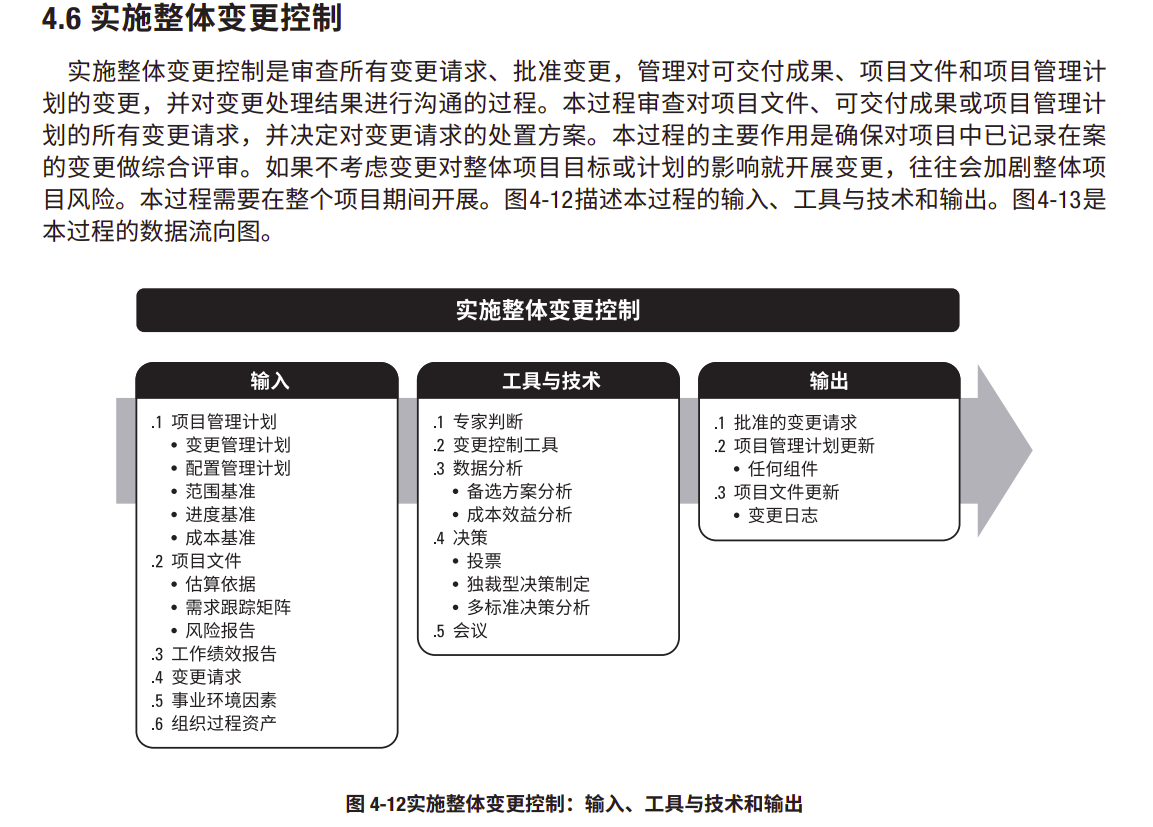 4.6 实施整体变更控制
实施整体变更控制是审查所有变更请求、批准变更，管理对可交付成果、项目文件和项目管理计
划的变更，并对变更处理结果进行沟通的过程。本过程审查对项目文件、可交付成果或项目管理计
划的所有变更请求，并决定对变更请求的处置方案。本过程的主要作用是确保对项目中已记录在案
的变更做综合评审。如果不考虑变更对整体项目目标或计划的影响就开展变更，往往会加剧整体项
目风险。本过程需要在整个项目期间开展。图4-12描述本过程的输入、工具与技术和输出。图4-13是
本过程的数据流向图。
实施整体变更控制
输入
.1 项目管理计划
• 变更管理计划
• 配置管理计划
• 范围基准
• 进度基准
• 成本基准
.2 项目文件
• 估算依据
• 需求跟踪矩阵
• 风险报告
.3 工作绩效报告
.4 变更请求
.5 事业环境因素
.6 组织过程资产
工具与技术
.1 专家判断
.2 变更控制工具
.3 数据分析
• 备选方案分析
• 成本效益分析
.4 决策
• 投票
• 独裁型决策制定
• 多标准决策分析
.5 会议
输出
.1 批准的变更请求
.2 项目管理计划更新
• 任何组件
.3 项目文件更新
• 变更日志
图 4-12实施整体变更控制：输入、工具与技术和输出